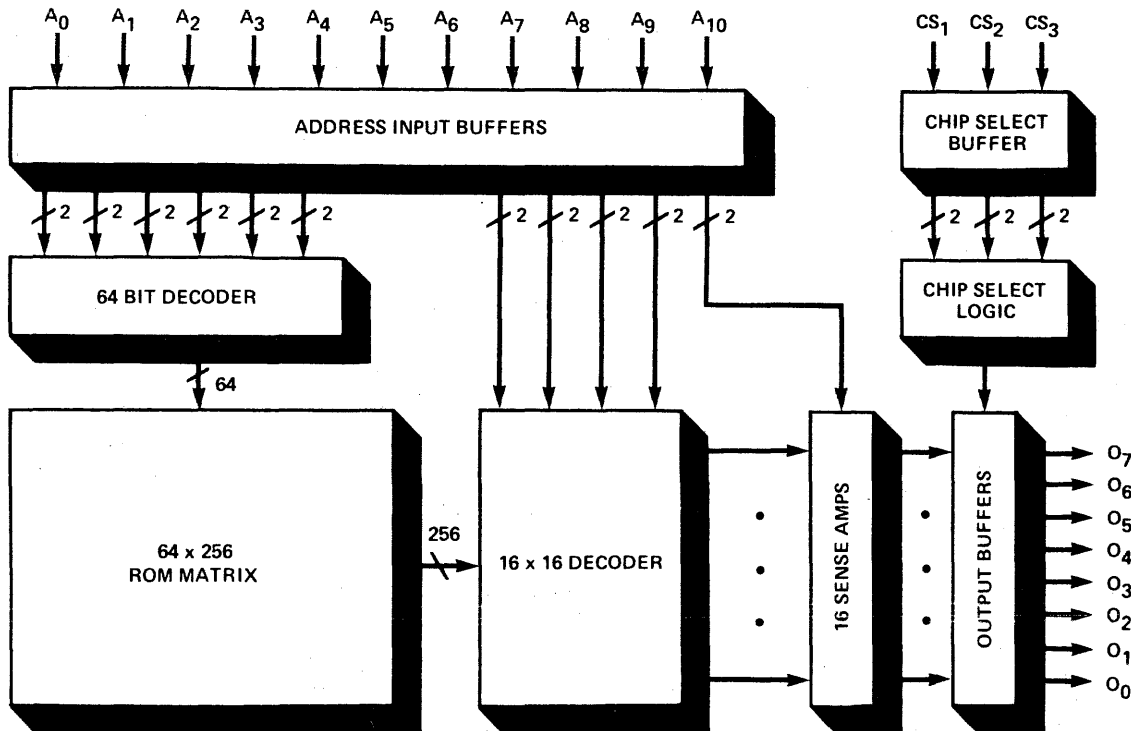 A0 A1 A2 A3 A4 A5 A6 A7 A8 A9 A10 CS1 CS2 CS3
ADDRESS INPUT BUFFERS
CHIP SELECT
BUFFER
2 2 2 2 2 2 2 2 2 2 2 2 2 2
64 BIT DECODER
CHIP SELECT
LOGIC
64
64 x 256
ROM MATRIX
256
16 x 16 DECODER
16 SENSE AMPS
OUTPUT BUFFERS
O7
O6
O5
O4
O3
O2
O1
O0